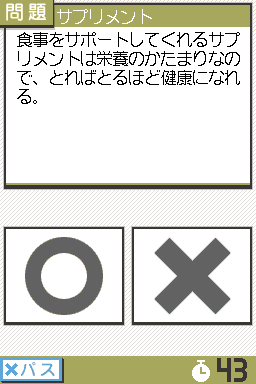 問題
サプリメント
食事をサポートしてくれるサプ
リメントは栄養のかたまりなの
で、とればとるほど健康になれ
る。
×パス
43